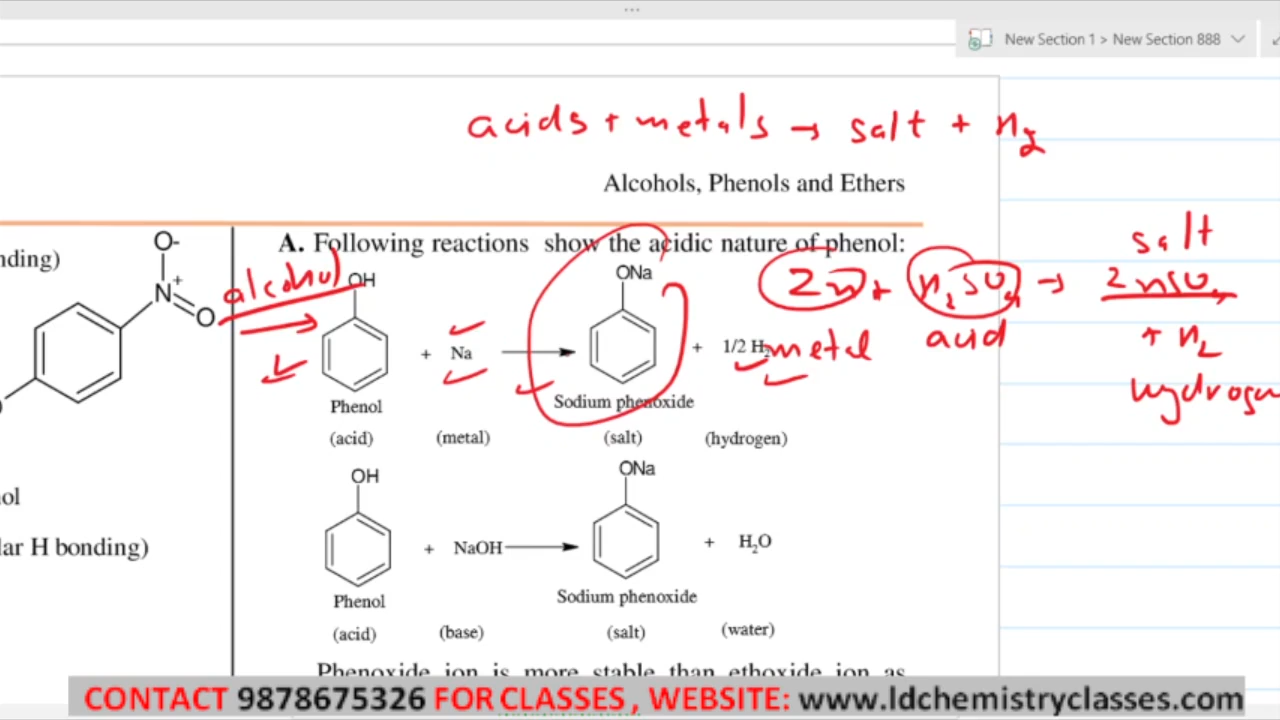 New Section 1 > New Section 888
acids + metals → salt + H2
Alcohols, Phenols and Ethers
nding)
O-
N+
O
A. Following reactions show the acidic nature of phenol:
alcohol
OH
+ Na
ONa
+ 1/2 H2
Phenol
Sodium phenoxide
(acid) (metal) (salt) (hydrogen)
Zn + H2SO4 → ZnSO4
metal acid salt
+ H2
hydrogen
OH
ONa
+ NaOH
+ H2O
Phenol
Sodium phenoxide
(acid) (base) (salt) (water)
ol
lar H bonding)
Phenoxide ion is more stable than ethoxide ion as
CONTACT 9878675326 FOR CLASSES , WEBSITE: www.ldchemistryclasses.com